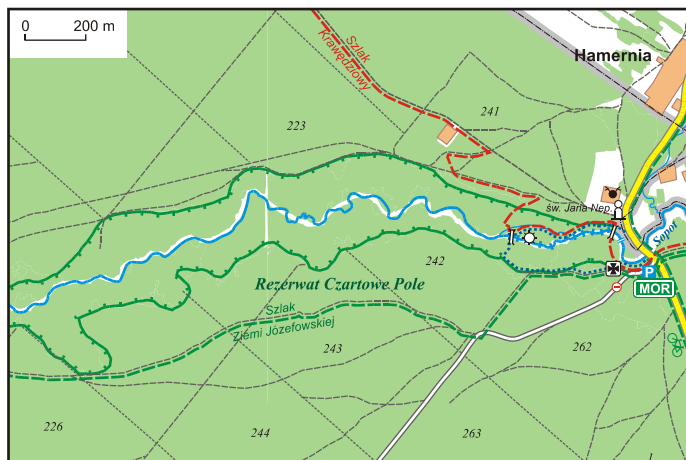 0 200 m
Szlak
Krawędziowy
Hamernia
241
223
św. Jana Nep.
Sopot
242
P
Rezerwat Czartowe Pole
MOR
Szlak
Ziemi Józefowskiej
243
262
226
244
263